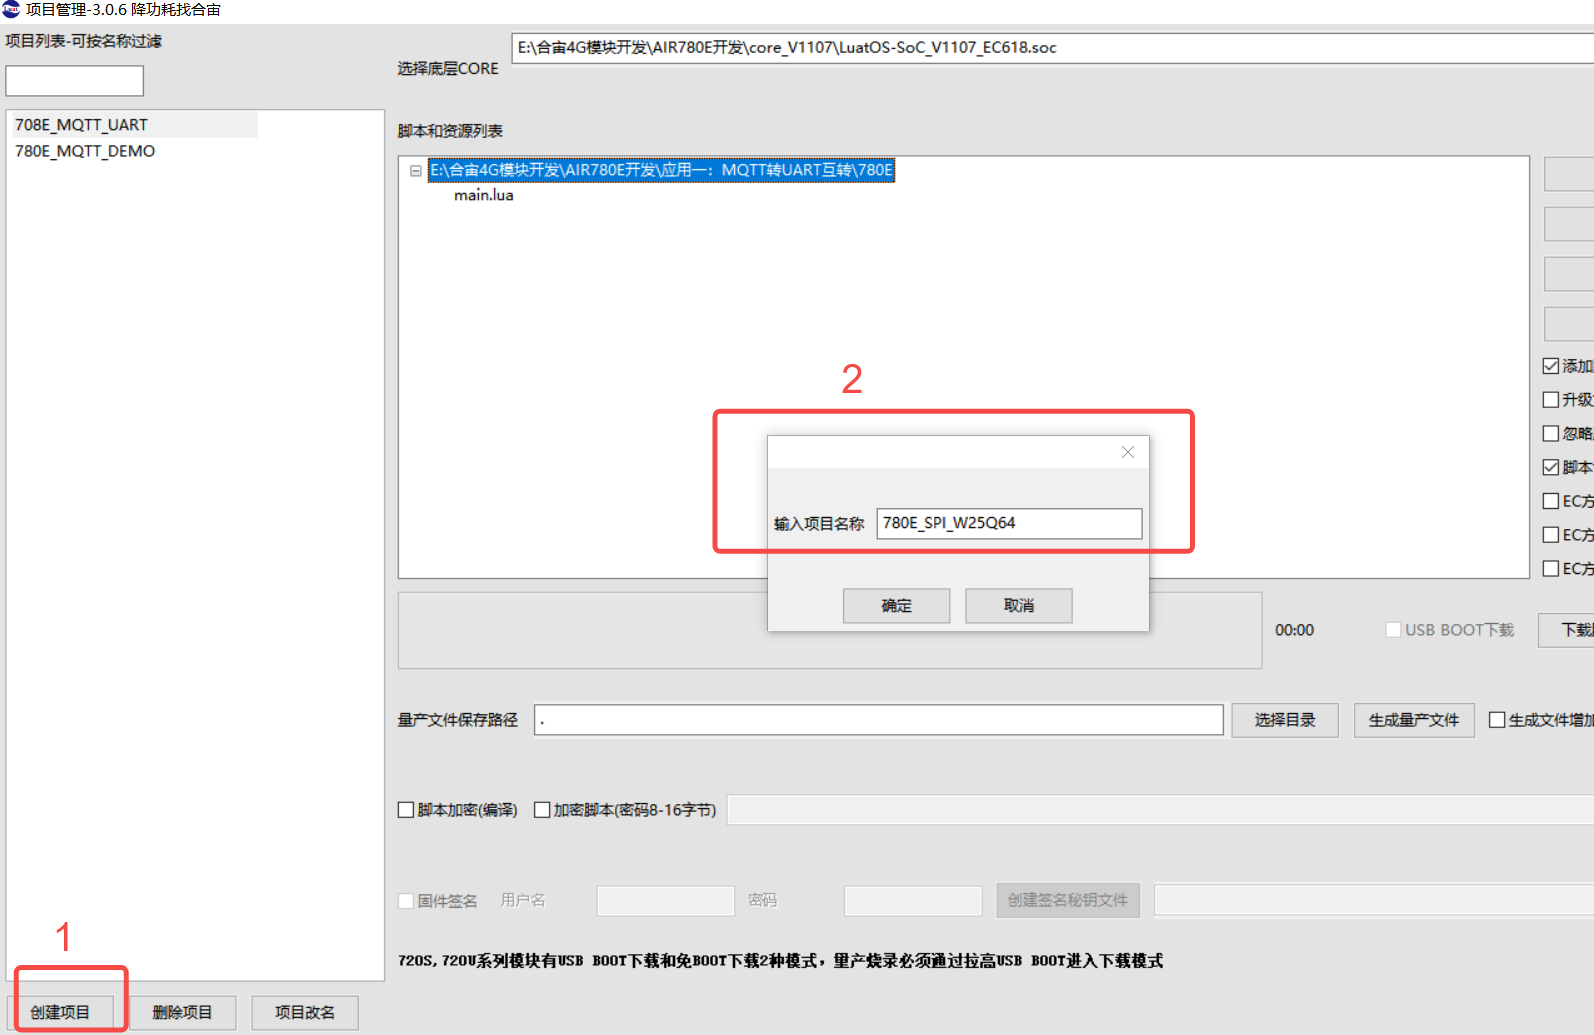 项目管理-3.0.6 降功耗找合宙
项目列表-可按名称过滤
选择底层CORE
E:\合宙4G模块开发\AIR780E开发\core_V1107\LuatOS-SoC_V1107_EC618.soc
708E_MQTT_UART
780E_MQTT_DEMO
脚本和资源列表
E:\合宙4G模块开发\AIR780E开发\应用一：MQTT转UART互转\780E
main.lua
添加
升级
忽略
脚本
EC方
EC方
EC方
2
输入项目名称 780E_SPI_W25Q64
确定 取消
00:00 USB BOOT下载 下载
量产文件保存路径 . 选择目录 生成量产文件 生成文件增加
脚本加密(编译) 加密脚本(密码8-16字节)
固件签名 用户名 密码 创建签名秘钥文件
720S,720U系列模块有USB BOOT下载和免BOOT下载2种模式，量产烧录必须通过拉高USB BOOT进入下载模式
1
创建项目 删除项目 项目改名